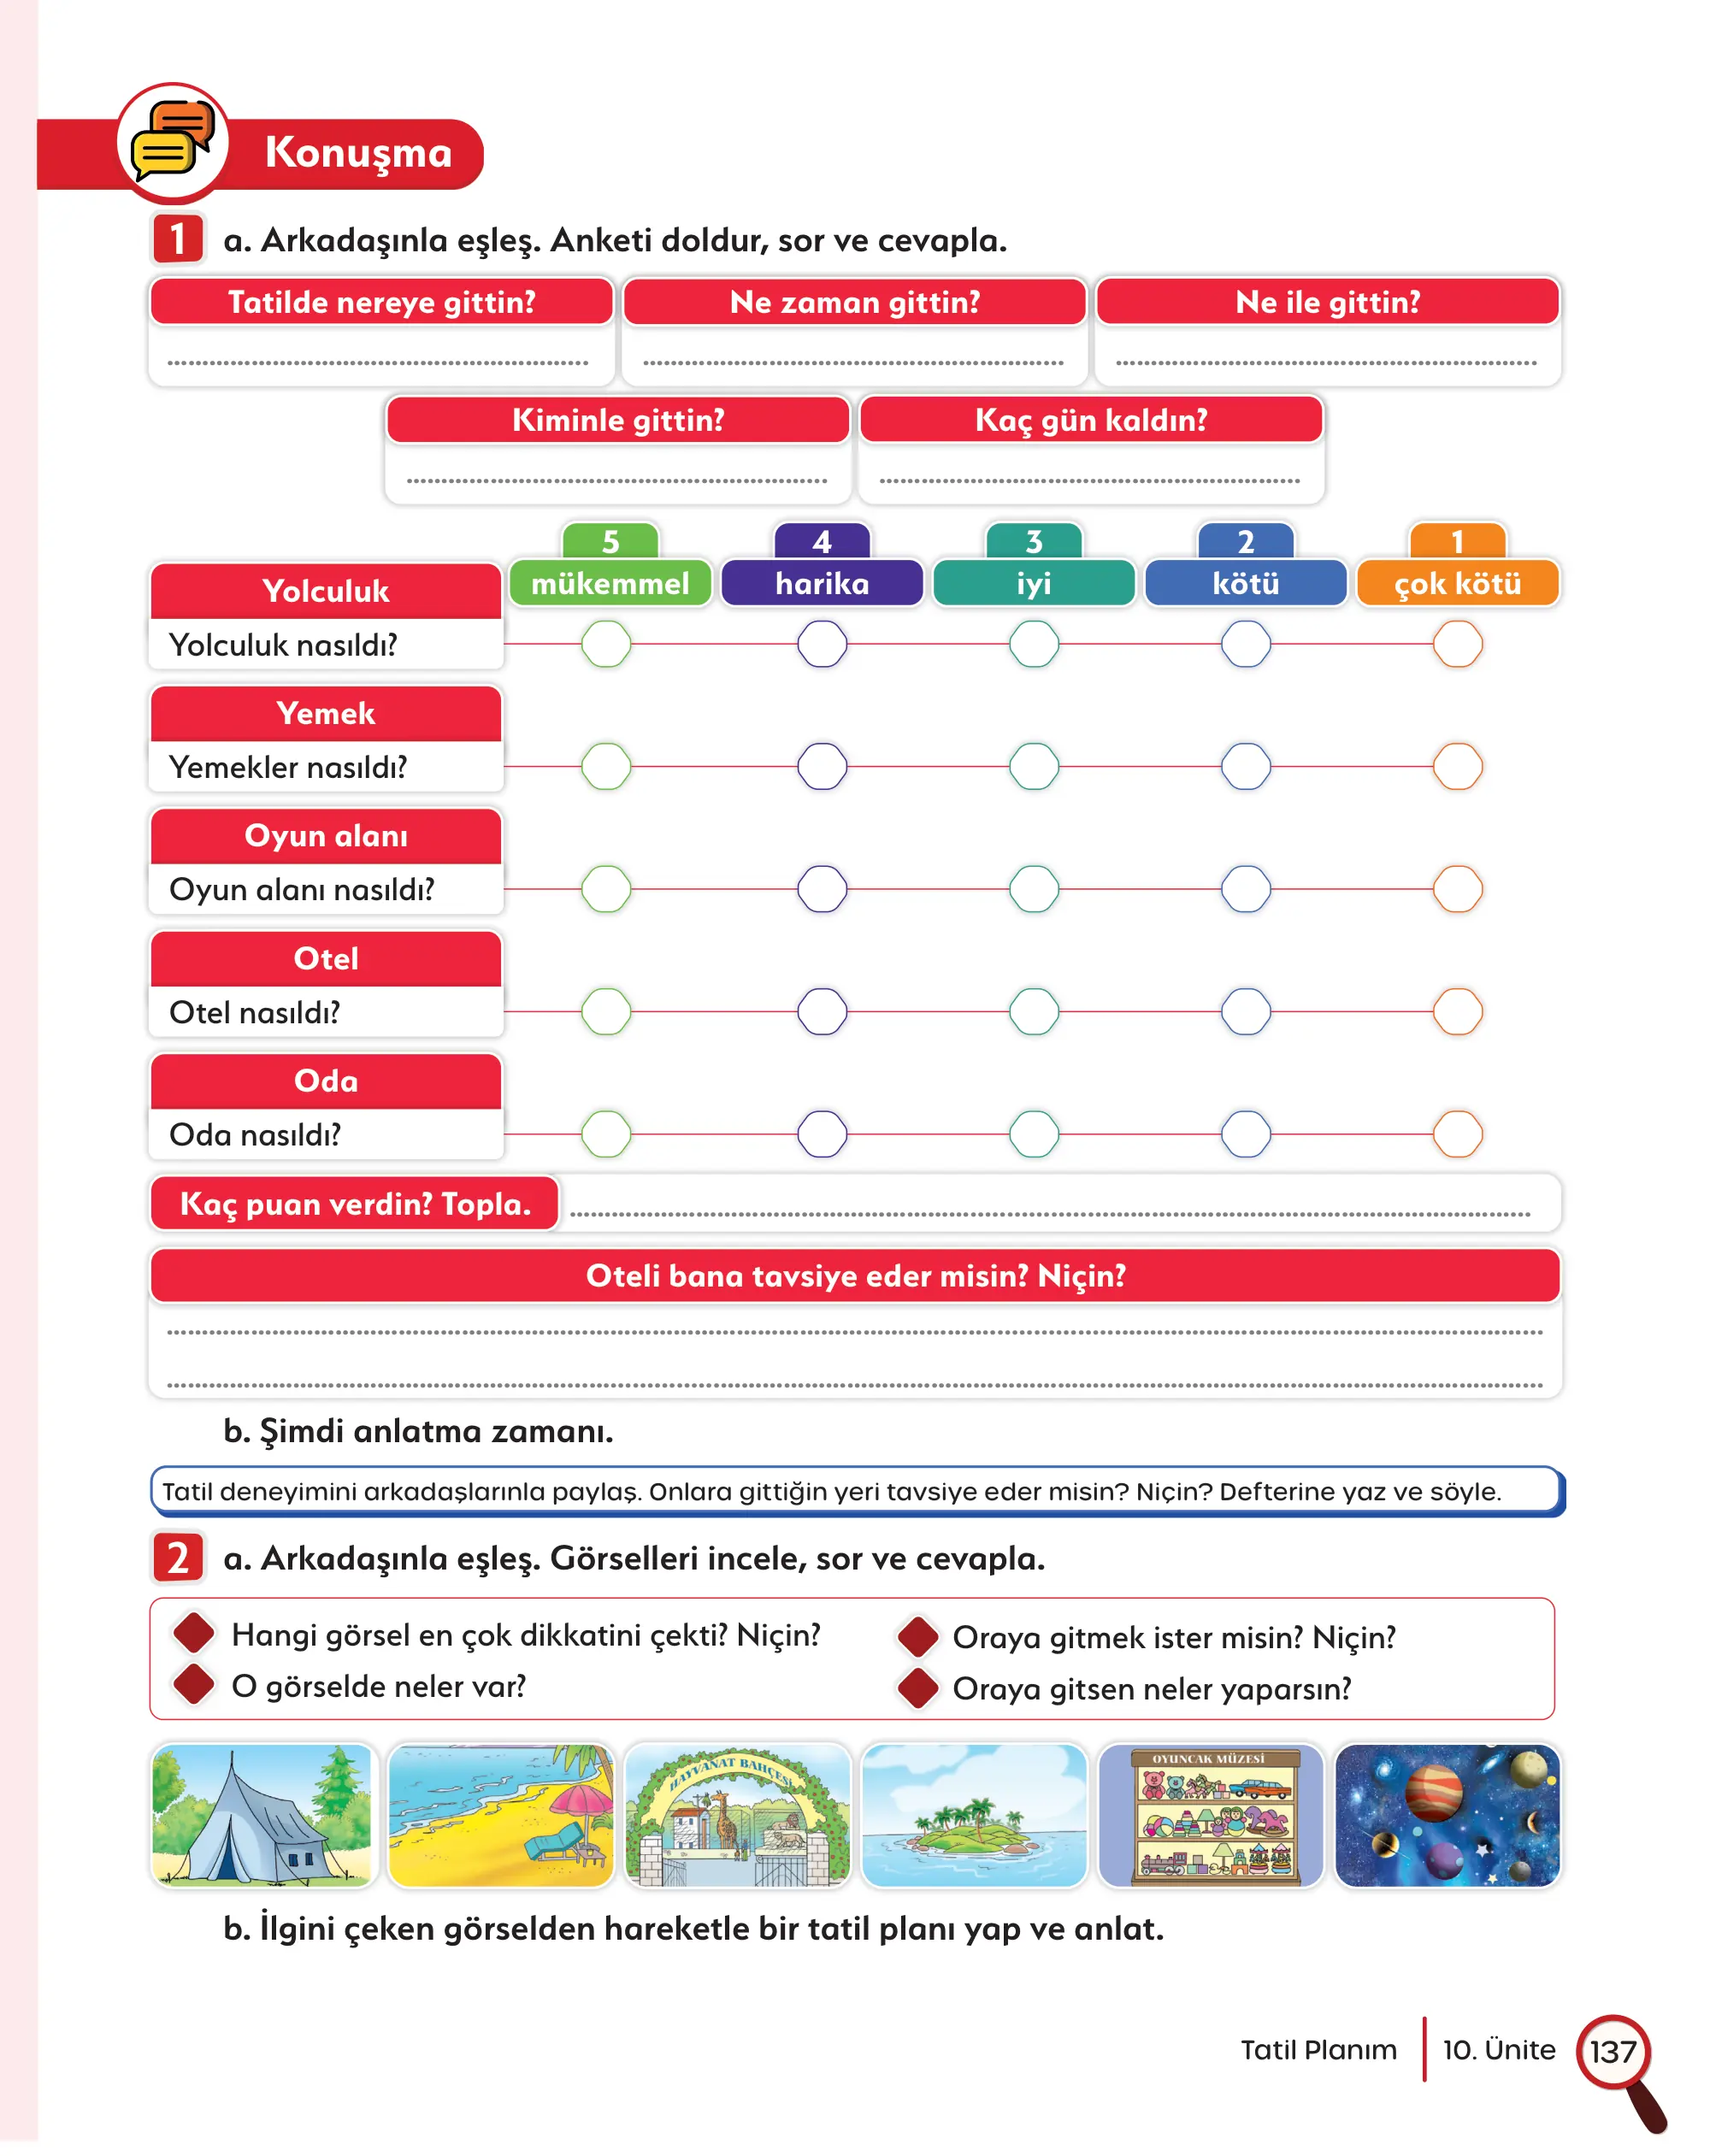 Konuşma
1 a. Arkadaşınla eşleş. Anketi doldur, sor ve cevapla.
Tatilde nereye gittin? Ne zaman gittin? Ne ile gittin?
Kiminle gittin? Kaç gün kaldın?
5 4 3 2 1
Yolculuk mükemmel harika iyi kötü çok kötü
Yolculuk nasıldı?
Yemek
Yemekler nasıldı?
Oyun alanı
Oyun alanı nasıldı?
Otel
Otel nasıldı?
Oda
Oda nasıldı?
Kaç puan verdin? Topla.
Oteli bana tavsiye eder misin? Niçin?
b. Şimdi anlatma zamanı.
Tatil deneyimini arkadaşlarınla paylaş. Onlara gittiğin yeri tavsiye eder misin? Niçin? Defterine yaz ve söyle.
2 a. Arkadaşınla eşleş. Görselleri incele, sor ve cevapla.
Hangi görsel en çok dikkatini çekti? Niçin?
O görselde neler var?
Oraya gitmek ister misin? Niçin?
Oraya gitsen neler yaparsın?
HAYVANAT BAHÇESİ
OYUNCAK MÜZESİ
b. İlgini çeken görselden hareketle bir tatil planı yap ve anlat.
Tatil Planım 10. Ünite 137